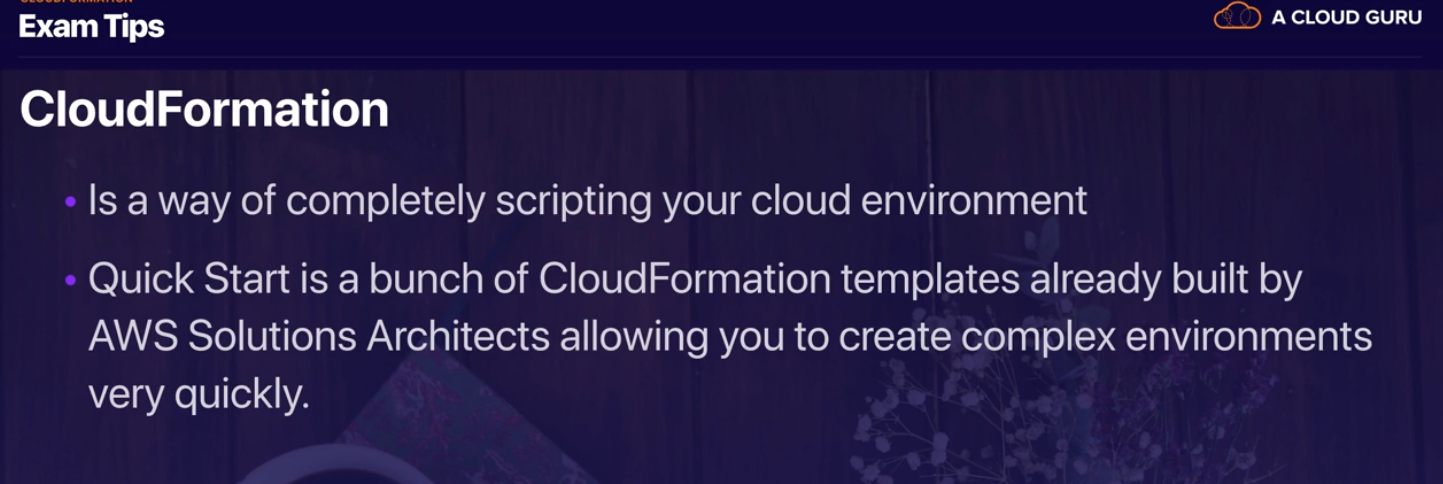 CLOUDFORMATION
Exam Tips
A CLOUD GURU
CloudFormation
• Is a way of completely scripting your cloud environment
• Quick Start is a bunch of CloudFormation templates already built by
AWS Solutions Architects allowing you to create complex environments
very quickly.